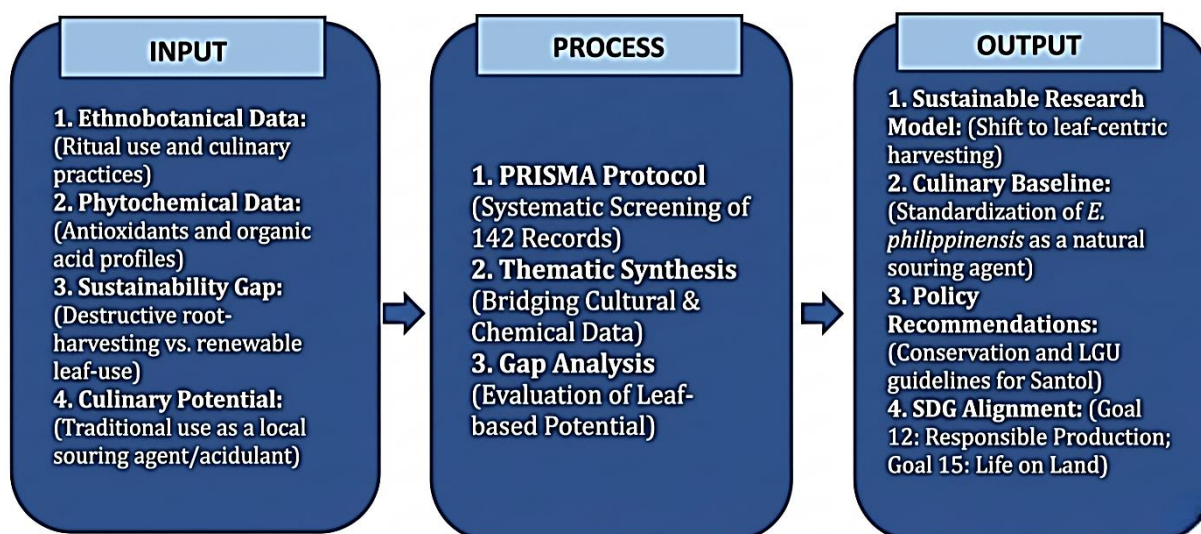 INPUT
1. Ethnobotanical Data:
(Ritual use and culinary
practices)
2. Phytochemical Data:
(Antioxidants and organic
acid profiles)
3. Sustainability Gap:
(Destructive root-
harvesting vs. renewable
leaf-use)
4. Culinary Potential:
(Traditional use as a local
souring agent/acidulant)
PROCESS
1. PRISMA Protocol
(Systematic Screening of
142 Records)
2. Thematic Synthesis
(Bridging Cultural &
Chemical Data)
3. Gap Analysis
(Evaluation of Leaf-
based Potential)
OUTPUT
1. Sustainable Research
Model: (Shift to leaf-centric
harvesting)
2. Culinary Baseline:
(Standardization of E.
philippinensis as a natural
souring agent)
3. Policy
Recommendations:
(Conservation and LGU
guidelines for Santol)
4. SDG Alignment: (Goal
12: Responsible Production;
Goal 15: Life on Land)